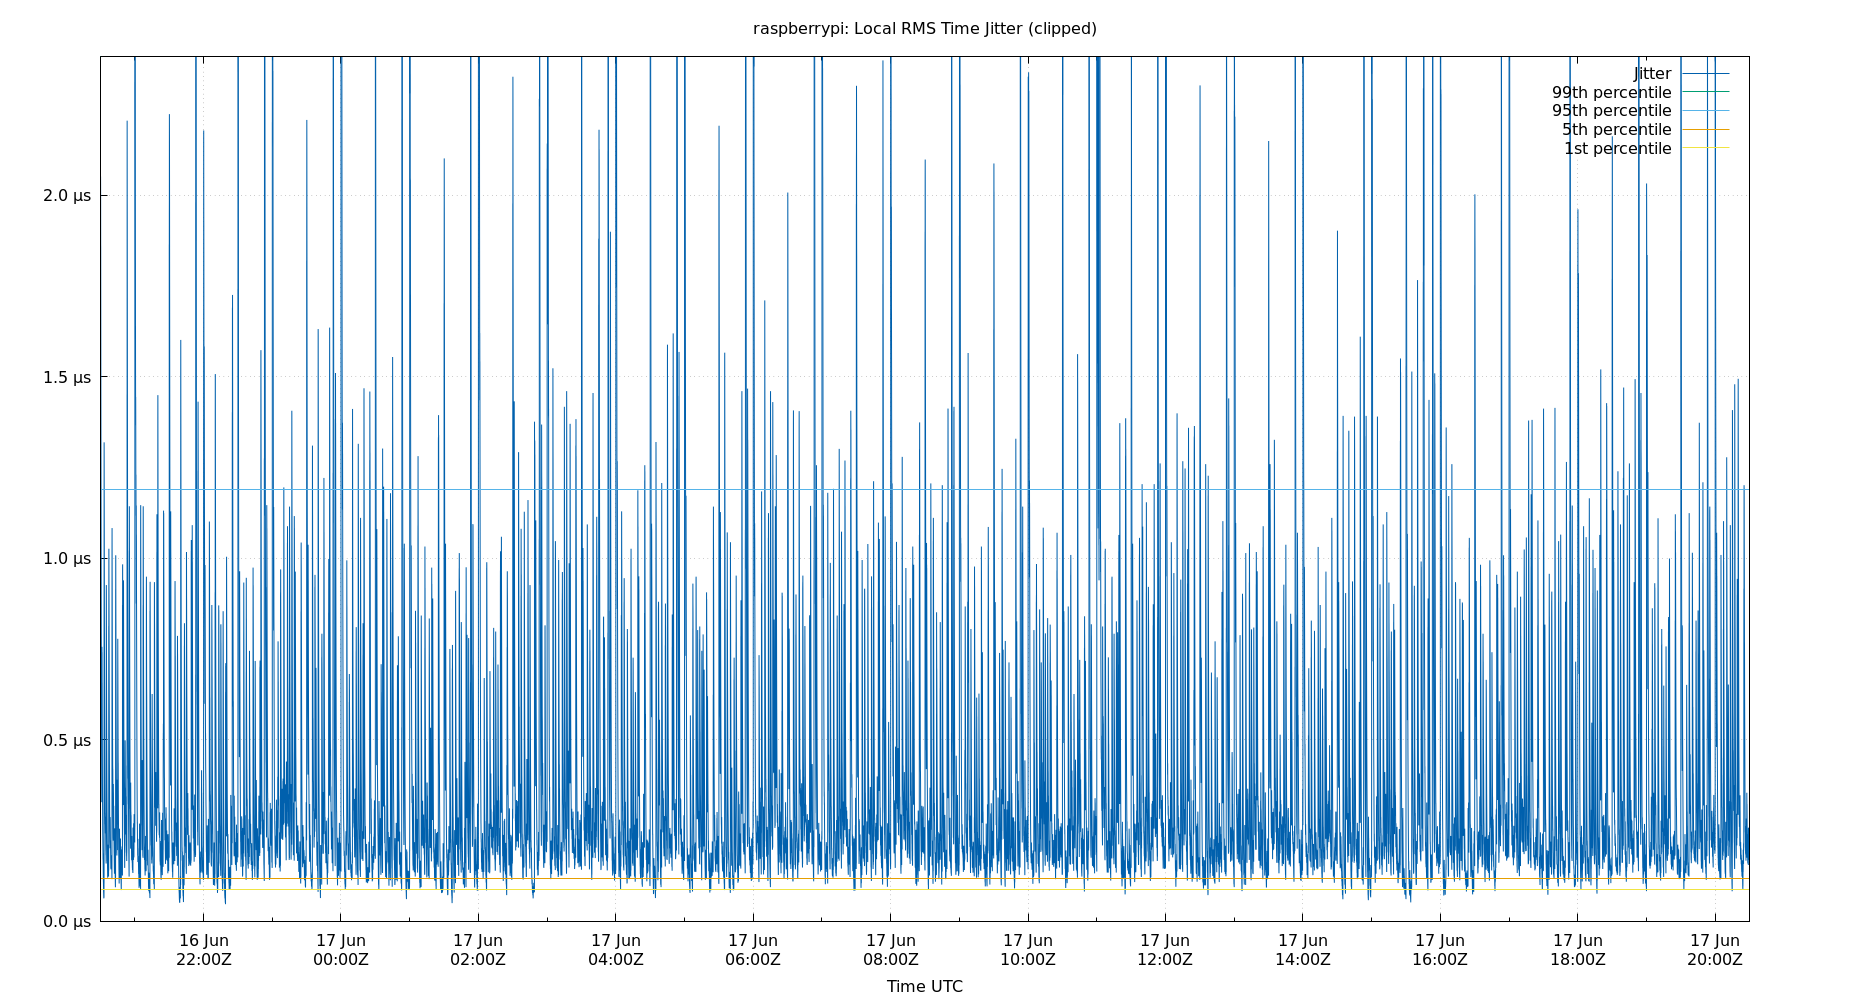 raspberrypi: Local RMS Time Jitter (clipped)
Jitter
99th percentile
95th percentile
5th percentile
1st percentile
2.0 µs
1.5 µs
1.0 µs
0.5 µs
0.0 µs
16 Jun 17 Jun 17 Jun 17 Jun 17 Jun 17 Jun 17 Jun 17 Jun 17 Jun 17 Jun 17 Jun 17 Jun
22:00Z 00:00Z 02:00Z 04:00Z 06:00Z 08:00Z 10:00Z 12:00Z 14:00Z 16:00Z 18:00Z 20:00Z
Time UTC